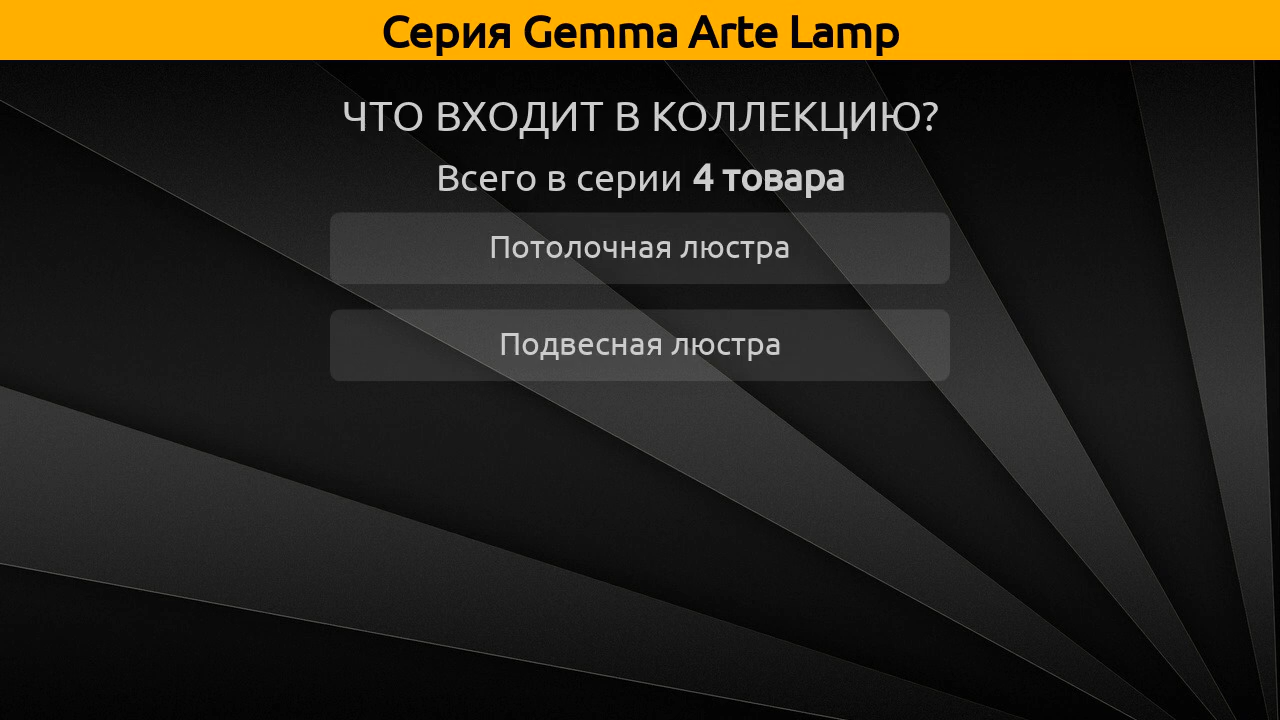 Серия Gemma Arte Lamp
ЧТО ВХОДИТ В КОЛЛЕКЦИЮ?
Всего в серии 4 товара
Потолочная люстра
Подвесная люстра